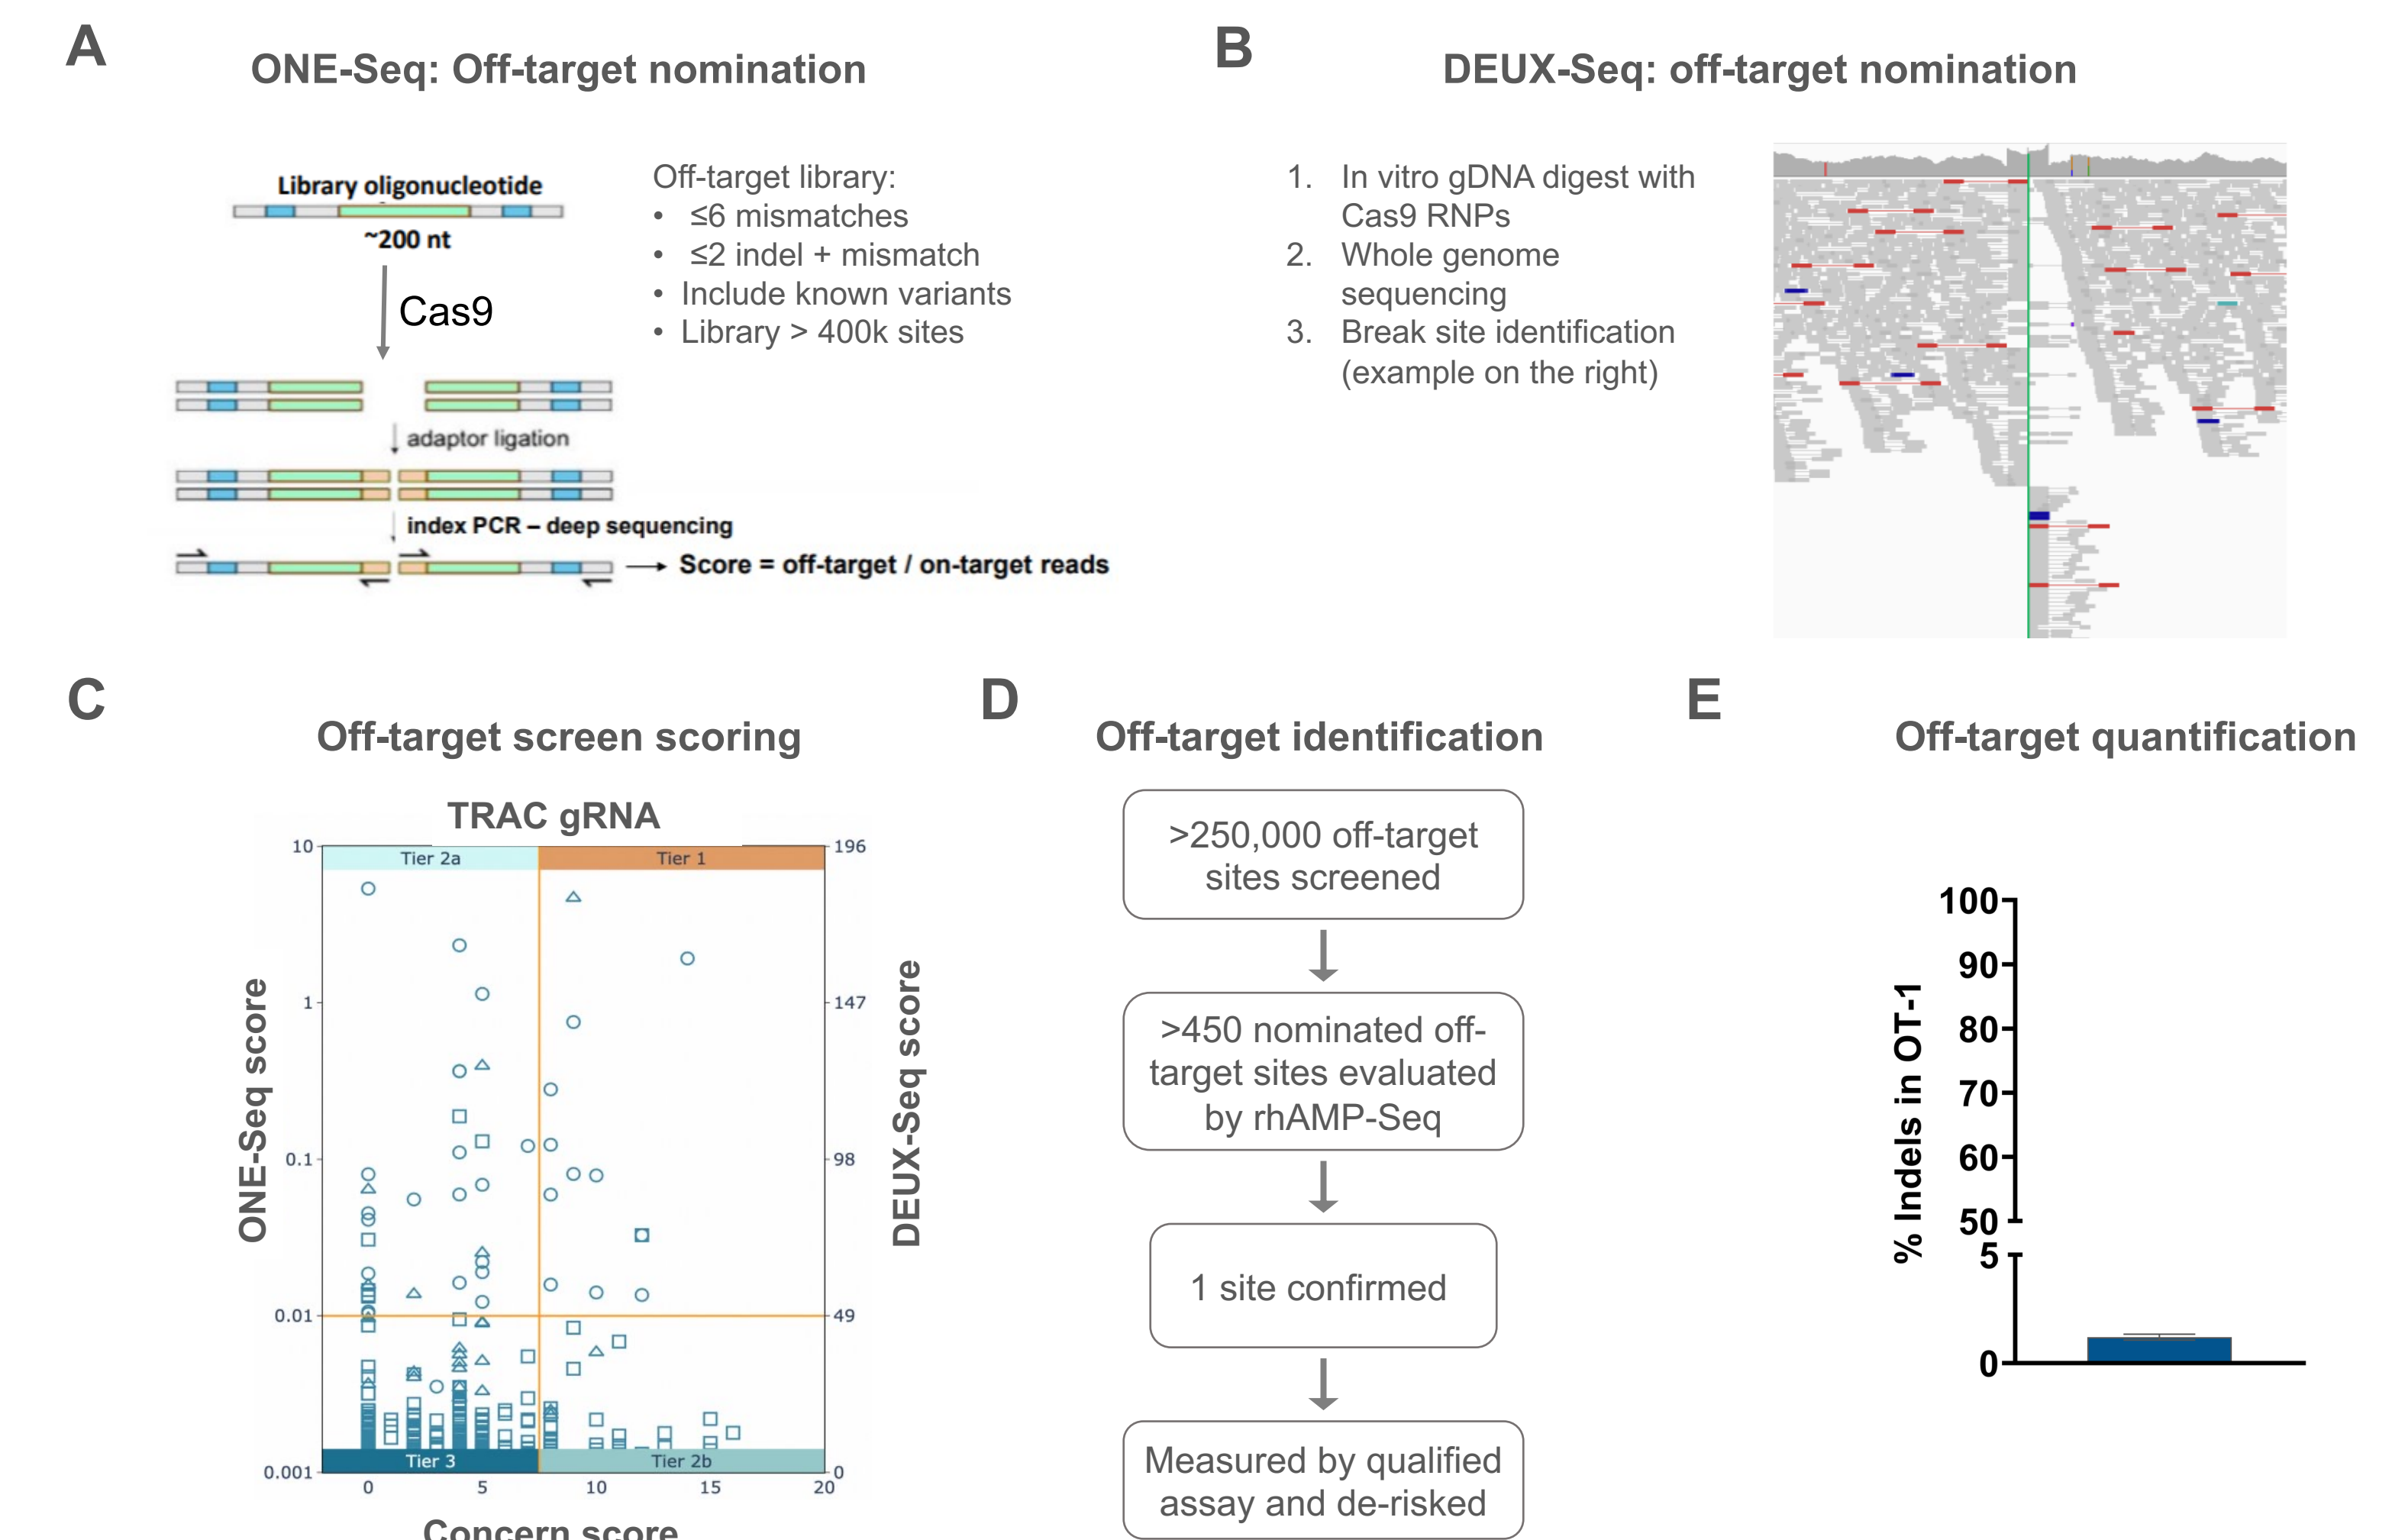 A
ONE-Seq: Off-target nomination
Library oligonucleotide
~200 nt
Cas9
adaptor ligation
index PCR – deep sequencing
Score = off-target / on-target reads
Off-target library:
• ≤6 mismatches
• ≤2 indel + mismatch
• Include known variants
• Library > 400k sites
B
DEUX-Seq: off-target nomination
1. In vitro gDNA digest with
Cas9 RNPs
2. Whole genome
sequencing
3. Break site identification
(example on the right)
C
Off-target screen scoring
TRAC gRNA
Tier 2a
Tier 1
Tier 3
Tier 2b
ONE-Seq score
10
1
0.1
0.01
0.001
DEUX-Seq score
196
147
98
49
0
0
5
10
15
20
Concern score
D
Off-target identification
>250,000 off-target
sites screened
>450 nominated off-
target sites evaluated
by rhAMP-Seq
1 site confirmed
Measured by qualified
assay and de-risked
E
Off-target quantification
% Indels in OT-1
100
90
80
70
60
50
5
0